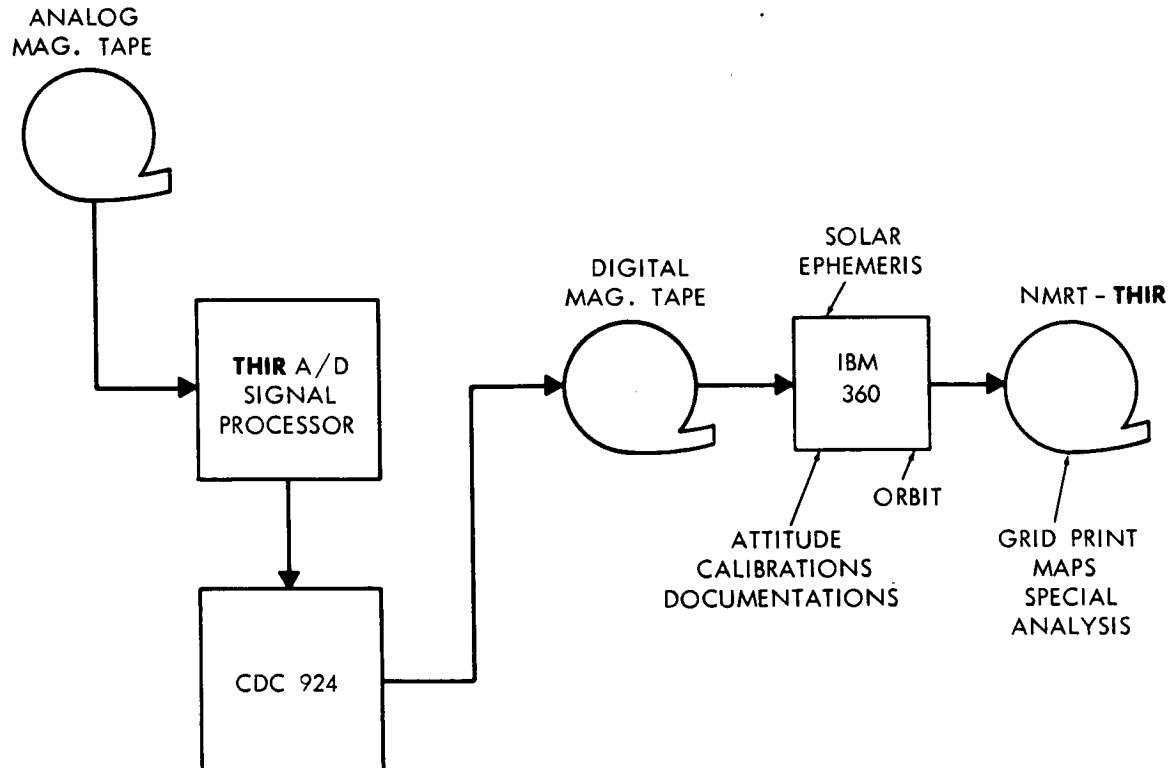 ANALOG
MAG. TAPE
THIR A/D
SIGNAL
PROCESSOR
CDC 924
DIGITAL
MAG. TAPE
SOLAR
EPHEMERIS
IBM
360
ORBIT
ATTITUDE
CALIBRATIONS
DOCUMENTATIONS
NMRT - THIR
GRID PRINT
MAPS
SPECIAL
ANALYSIS